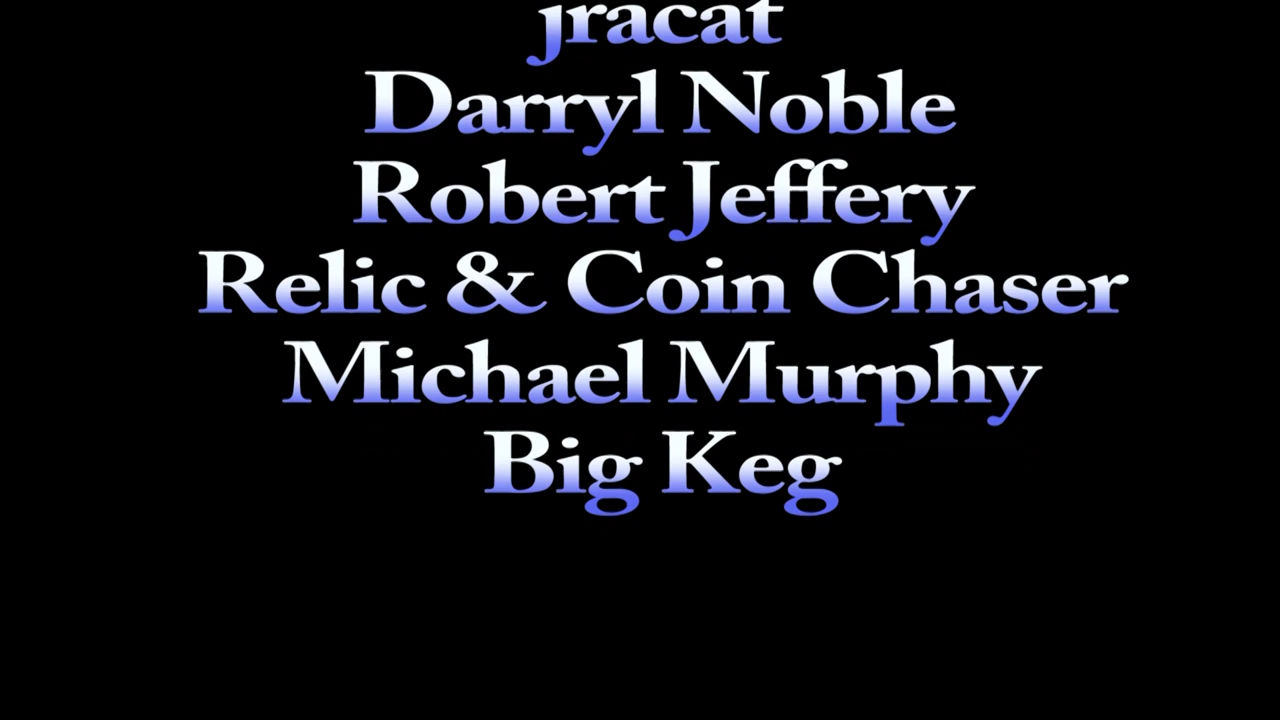 jracat
Darryl Noble
Robert Jeffery
Relic & Coin Chaser
Michael Murphy
Big Keg